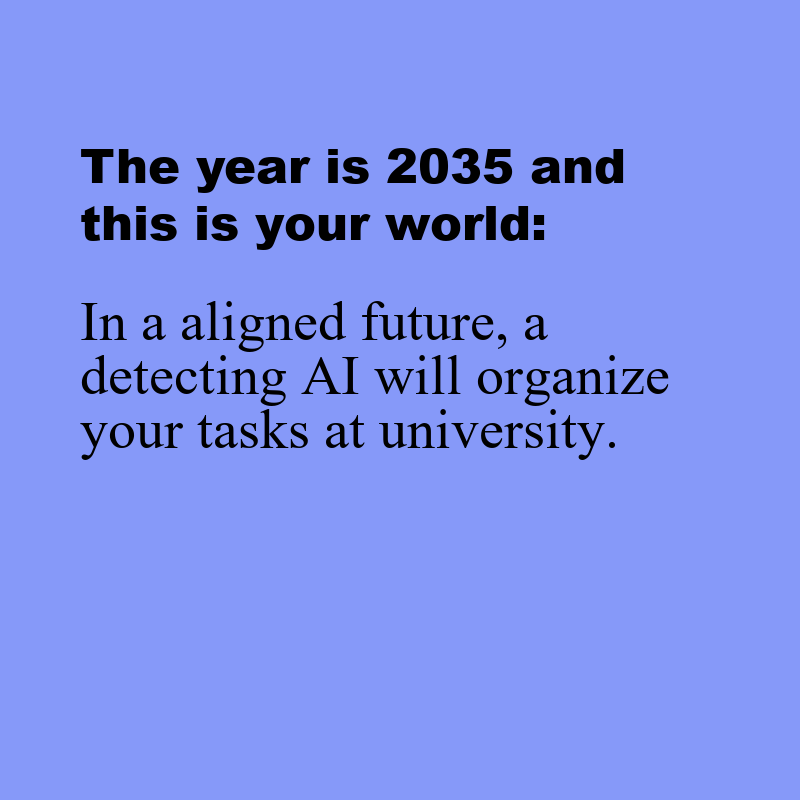 The year is 2035 and
this is your world:
In a aligned future, a
detecting AI will organize
your tasks at university.